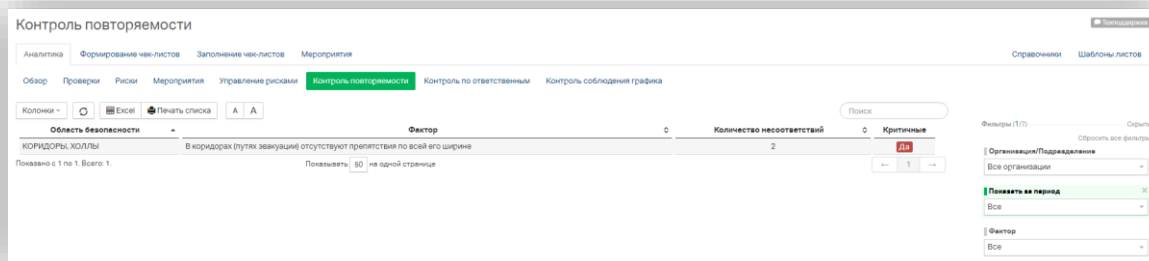 Контроль повторяемости
Техподдержка
Аналитика Формирование чек-листов Заполнение чек-листов Мероприятия Справочники Шаблоны листов
Обзор Проверки Риски Мероприятия Управление рисками Контроль повторяемости Контроль по ответственным Контроль соблюдения графика
Колонки Excel Печать списка A A Поиск
Фильтры (1/7) Скрыть
Сбросить все фильтры
Область безопасности Фактор Количество несоответствий Критичные
КОРИДОРЫ, ХОЛЛЫ В коридорах (путях эвакуации) отсутствуют препятствия по всей его ширине 2 Да
Показано с 1 по 1. Всего: 1. Показывать 50 на одной странице ← 1 →
Организация/Подразделение
Все организации
Показать за период ×
Все
Фактор
Все